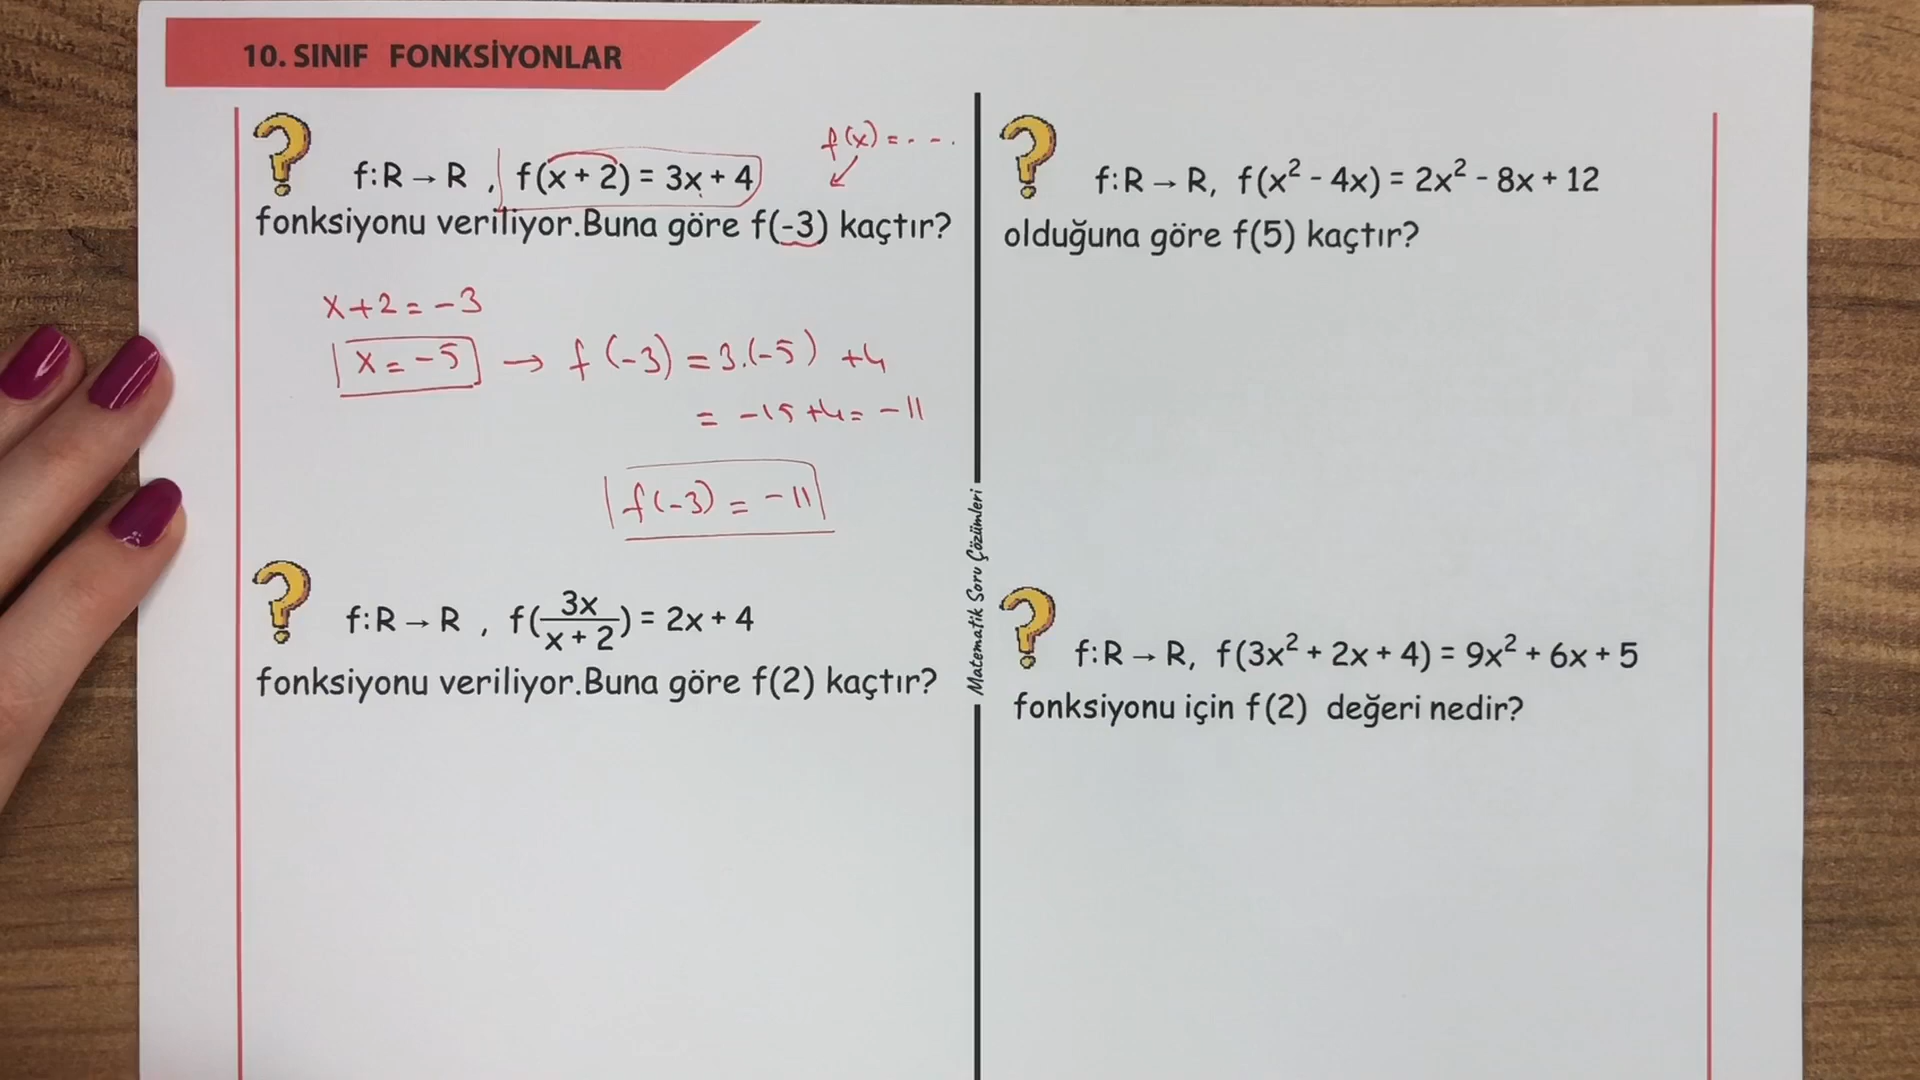 10. SINIF FONKSİYONLAR
f:R → R , f(x + 2) = 3x + 4
f(x) = - - - .
fonksiyonu veriliyor.Buna göre f(-3) kaçtır?
x+2 = -3
x = -5 → f(-3) = 3.(-5) +4
= -15 +4 = -11
f(-3) = -11
f:R → R , f(3x/(x + 2)) = 2x + 4
fonksiyonu veriliyor.Buna göre f(2) kaçtır?
Matematik Soru Çözümleri
f:R → R, f(x² - 4x) = 2x² - 8x + 12
olduğuna göre f(5) kaçtır?
f:R → R, f(3x² + 2x + 4) = 9x² + 6x + 5
fonksiyonu için f(2) değeri nedir?